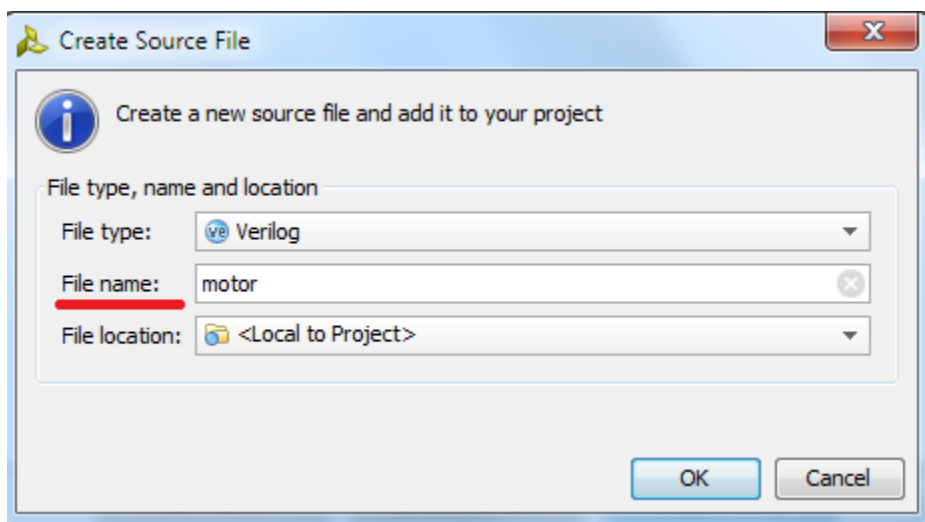 Create Source File
Create a new source file and add it to your project
File type, name and location
File type: Verilog
File name: motor
File location: <Local to Project>
OK Cancel